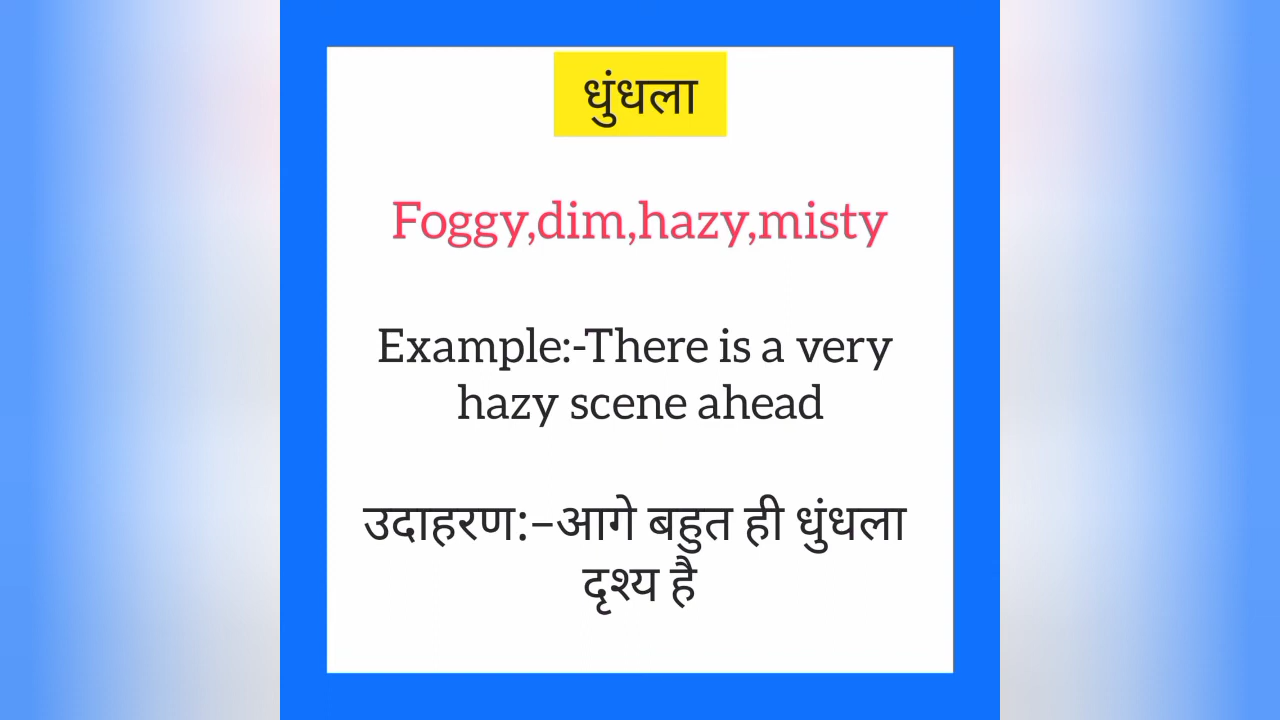 धुंधला
Foggy,dim,hazy,misty
Example:-There is a very
hazy scene ahead
उदाहरण:–आगे बहुत ही धुंधला
दृश्य है